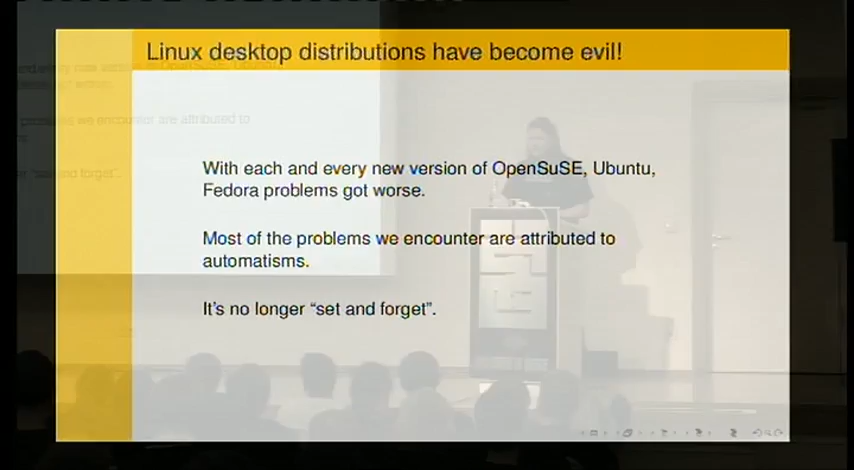 Linux desktop distributions have become evil!
With each and every new version of OpenSuSE, Ubuntu,
Fedora problems got worse.
Most of the problems we encounter are attributed to
automatisms.
It's no longer “set and forget”.